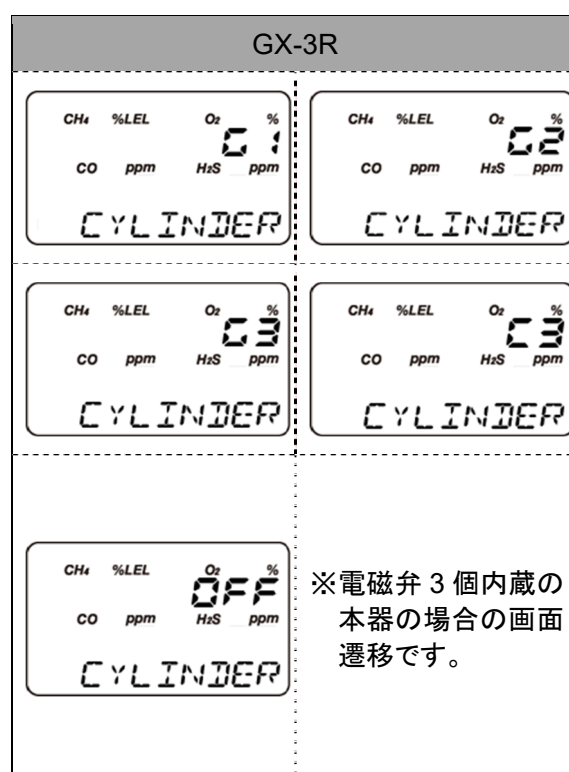 GX-3R
CH4 %LEL O2 %
G1
CO ppm H2S ppm
CYLINDER
CH4 %LEL O2 %
G2
CO ppm H2S ppm
CYLINDER
CH4 %LEL O2 %
G3
CO ppm H2S ppm
CYLINDER
CH4 %LEL O2 %
C3
CO ppm H2S ppm
CYLINDER
CH4 %LEL O2 %
OFF
CO ppm H2S ppm
CYLINDER
※電磁弁 3 個内蔵の
本器の場合の画面
遷移です。